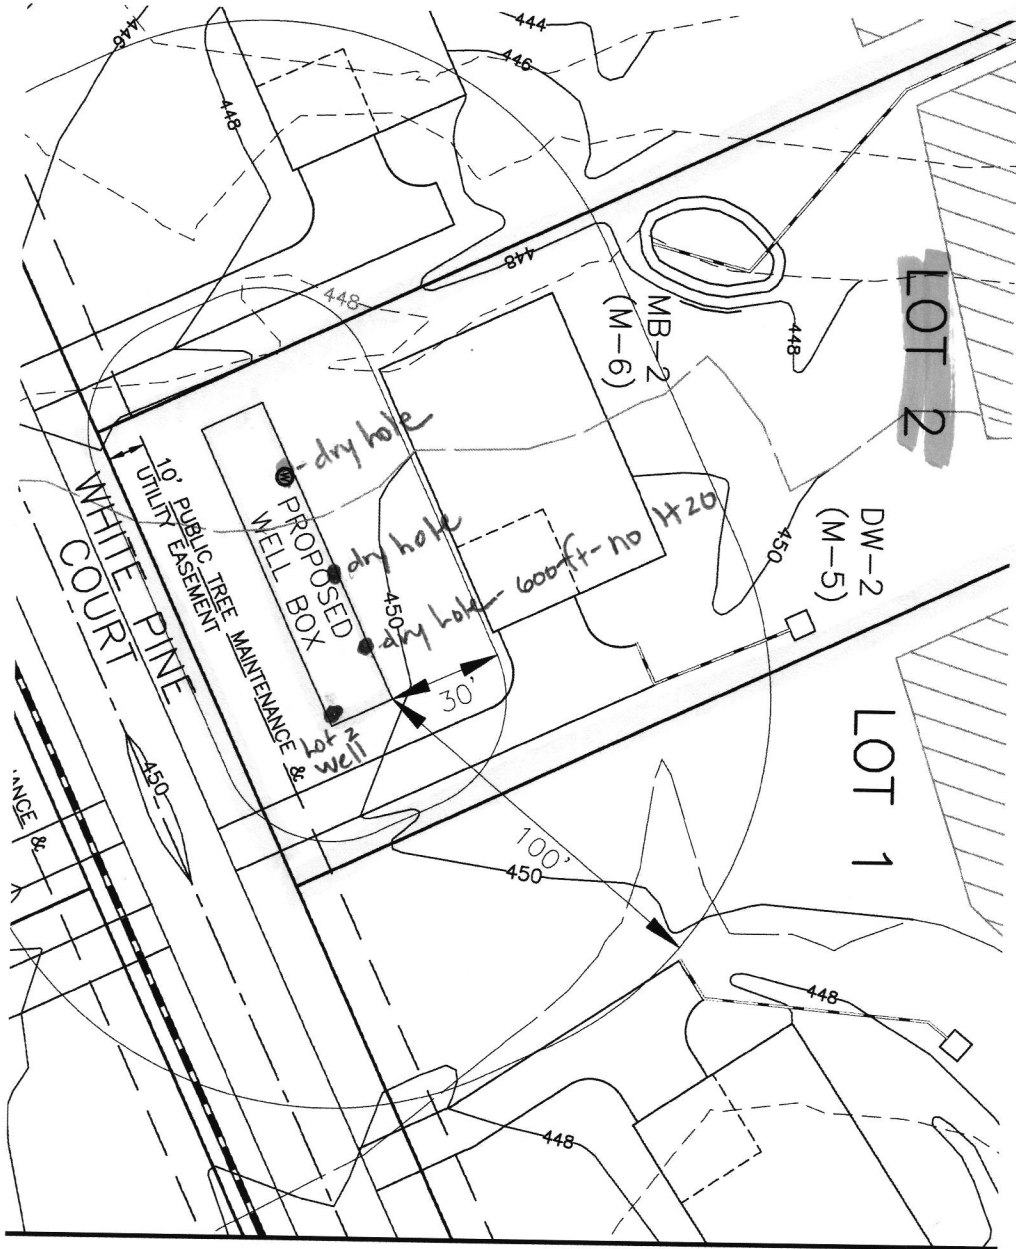 444
446
446
448
448
448
LOT 2
MB-2
(M-6)
448
- dry hole
W
PROPOSED
WELL BOX
dry hole
dry hole - 600ft - no H20
450
450
DW-2
(M-5)
10' PUBLIC TREE MAINTENANCE &
UTILITY EASEMENT
WHITE PINE
COURT
30'
Lot 2
well
LOT 1
450
ANCE &
100'
450
448
448